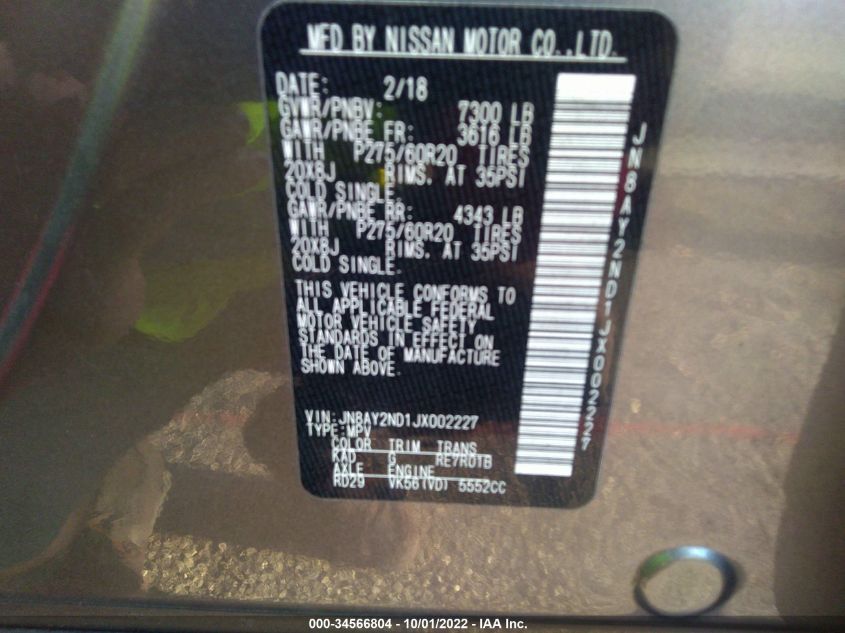 MFD BY NISSAN MOTOR CO.,LTD.
DATE: 2/18
GVWR/PNBV: 7300 LB
GAWR/PNBE FR: 3616 LB
WITH P275/60R20 TIRES
20X8J RIMS, AT 35PSI
COLD SINGLE.
GAWR/PNBE RR: 4343 LB
WITH P275/60R20 TIRES
20X8J RIMS, AT 35PSI
COLD SINGLE.
THIS VEHICLE CONFORMS TO
ALL APPLICABLE FEDERAL
MOTOR VEHICLE SAFETY
STANDARDS IN EFFECT ON
THE DATE OF MANUFACTURE
SHOWN ABOVE.
VIN:JN8AY2ND1JX002227
TYPE:MPV
COLOR TRIM TRANS
KAD G RE7R01B
AXLE ENGINE
RD29 VK56(VD) 5552CC
JN8AY2ND1JX002227
000-34566804 - 10/01/2022 - IAA Inc.